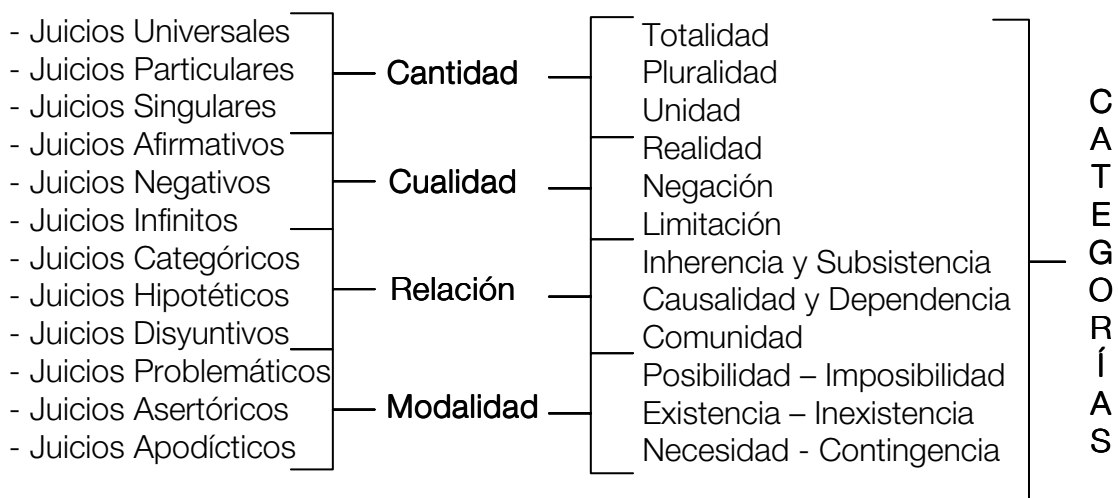 - Juicios Universales
- Juicios Particulares
- Juicios Singulares
- Juicios Afirmativos
- Juicios Negativos
- Juicios Infinitos
- Juicios Categóricos
- Juicios Hipotéticos
- Juicios Disyuntivos
- Juicios Problemáticos
- Juicios Asertóricos
- Juicios Apodícticos
Cantidad
Cualidad
Relación
Modalidad
Totalidad
Pluralidad
Unidad
Realidad
Negación
Limitación
Inherencia y Subsistencia
Causalidad y Dependencia
Comunidad
Posibilidad – Imposibilidad
Existencia – Inexistencia
Necesidad - Contingencia
CATEGORÍAS